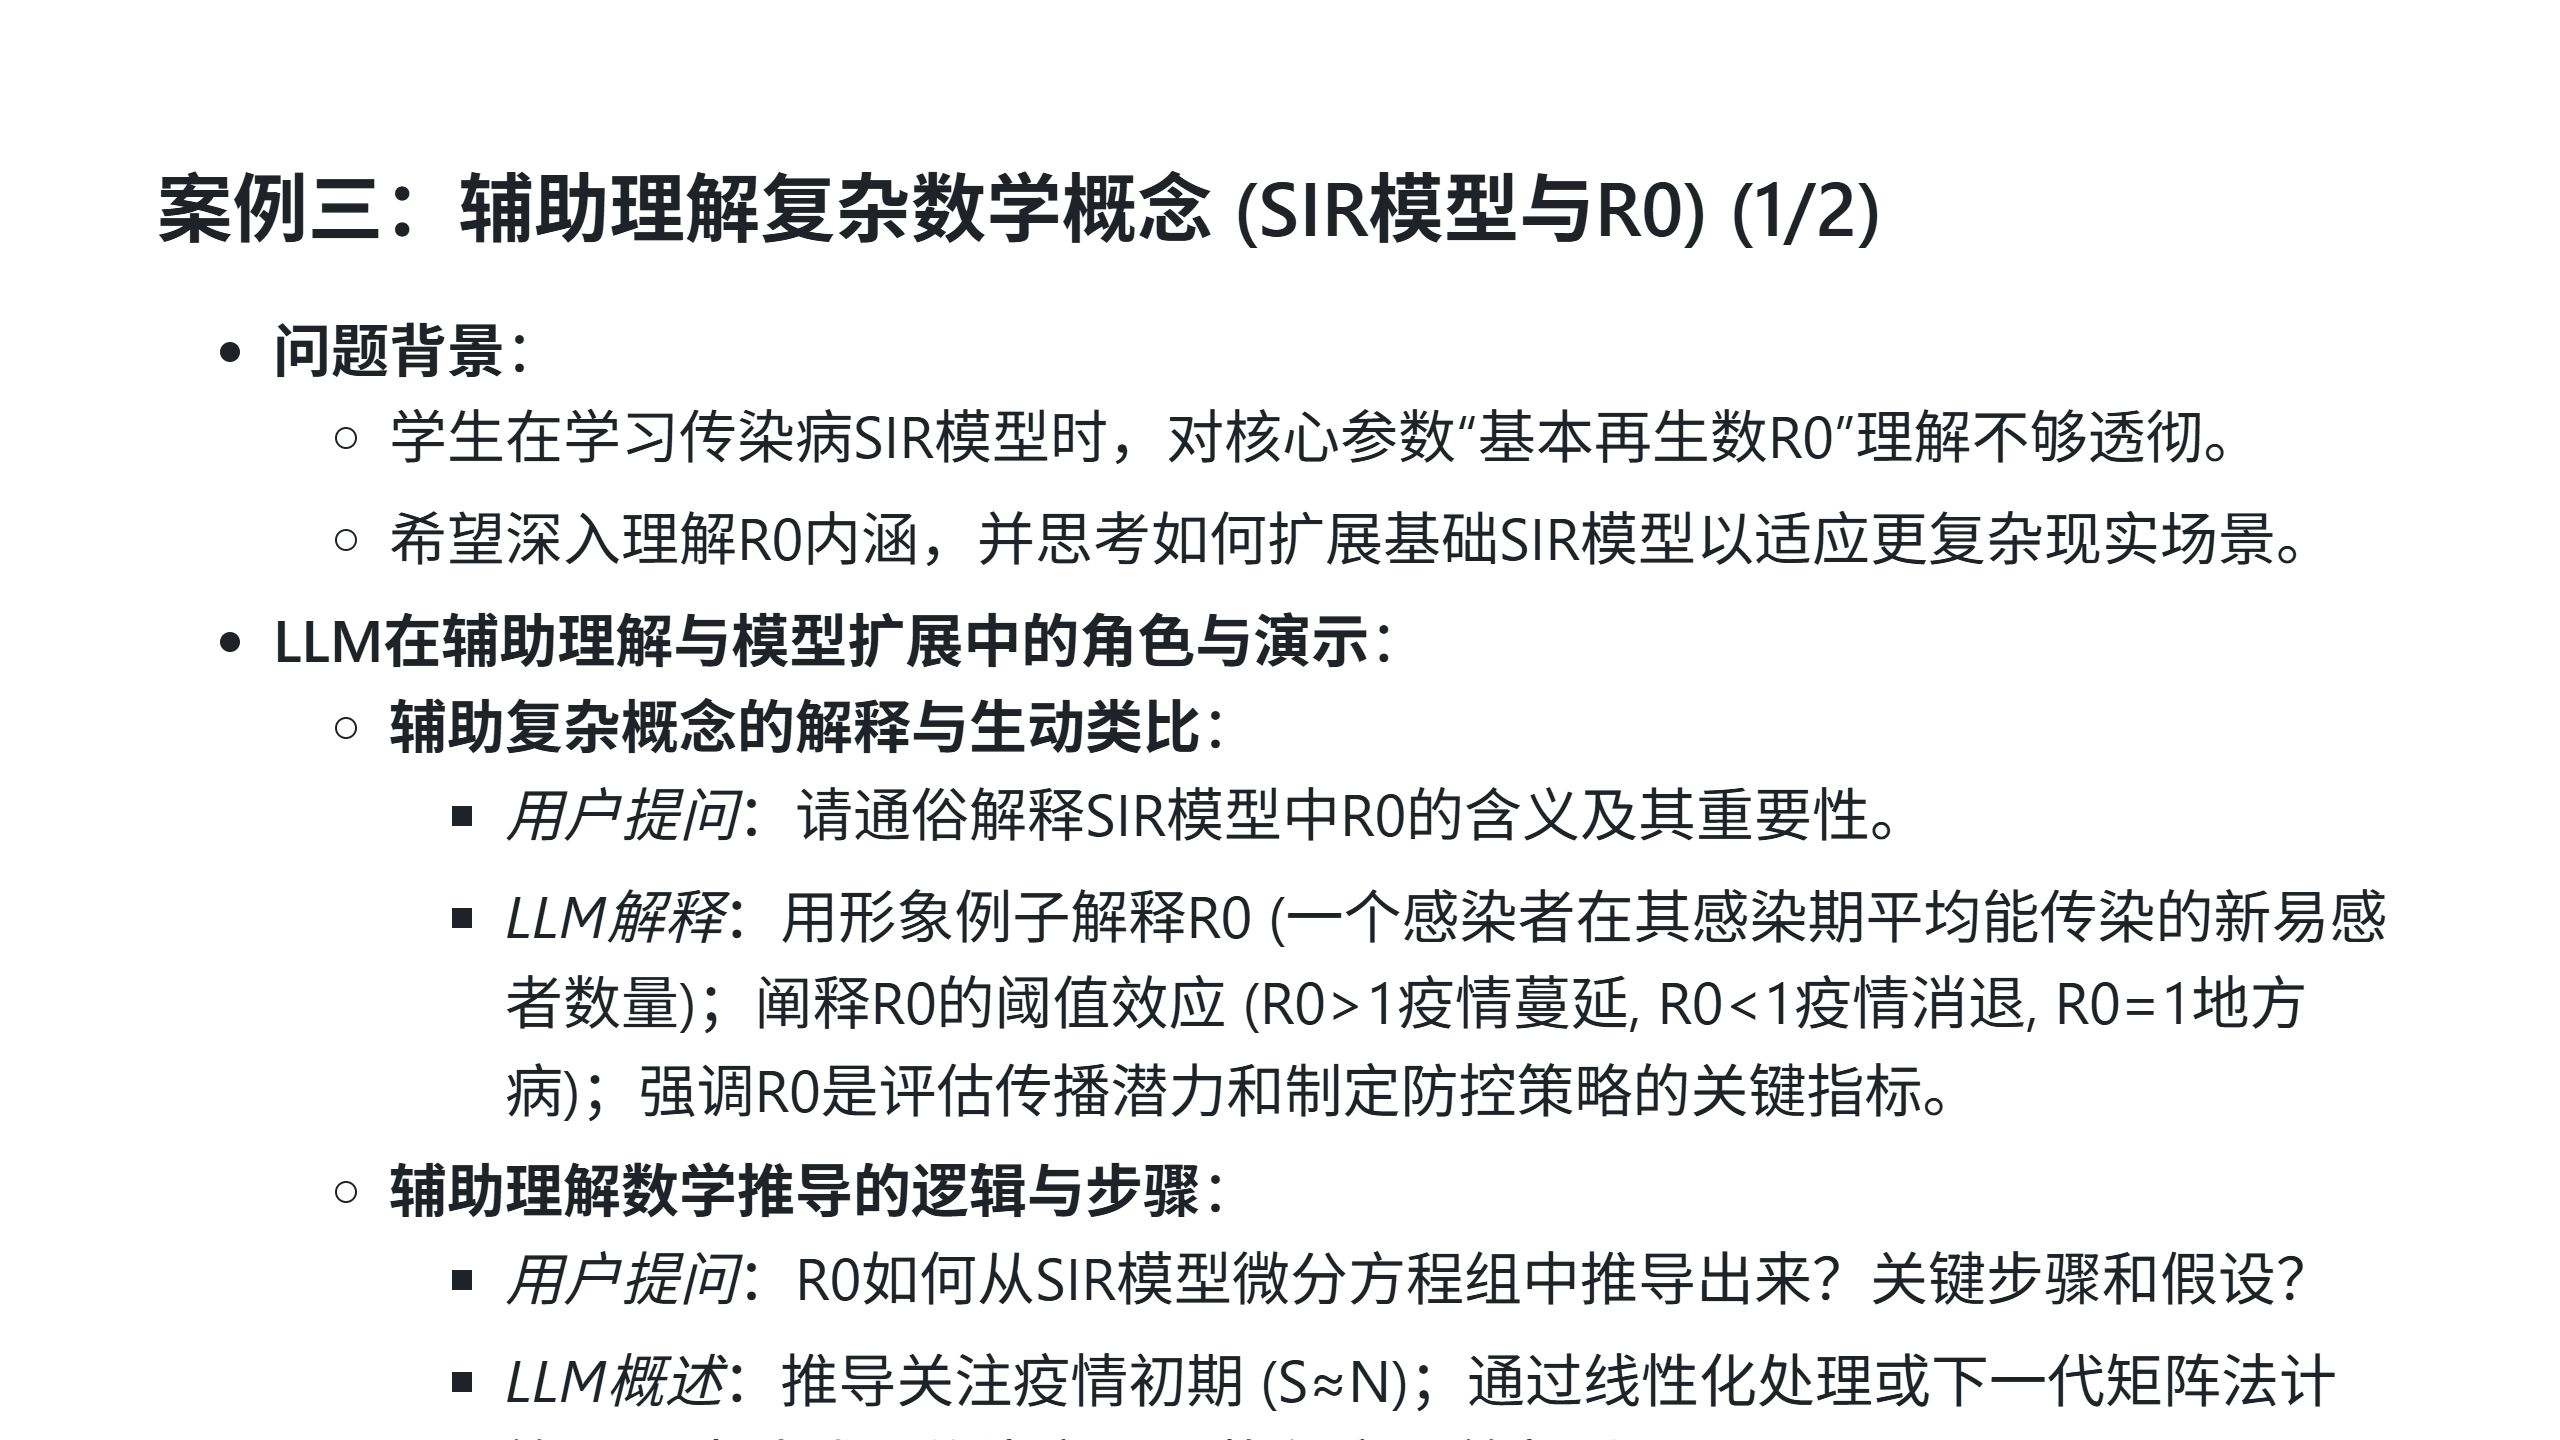 案例三：辅助理解复杂数学概念 (SIR模型与R0) (1/2)
问题背景：
学生在学习传染病SIR模型时，对核心参数“基本再生数R0”理解不够透彻。
希望深入理解R0内涵，并思考如何扩展基础SIR模型以适应更复杂现实场景。
LLM在辅助理解与模型扩展中的角色与演示：
辅助复杂概念的解释与生动类比：
用户提问：请通俗解释SIR模型中R0的含义及其重要性。
LLM解释：用形象例子解释R0 (一个感染者在其感染期平均能传染的新易感
者数量)；阐释R0的阈值效应 (R0>1疫情蔓延, R0<1疫情消退, R0=1地方
病)；强调R0是评估传播潜力和制定防控策略的关键指标。
辅助理解数学推导的逻辑与步骤：
用户提问：R0如何从SIR模型微分方程组中推导出来？关键步骤和假设？
LLM概述：推导关注疫情初期 (S≈N)；通过线性化处理或下一代矩阵法计